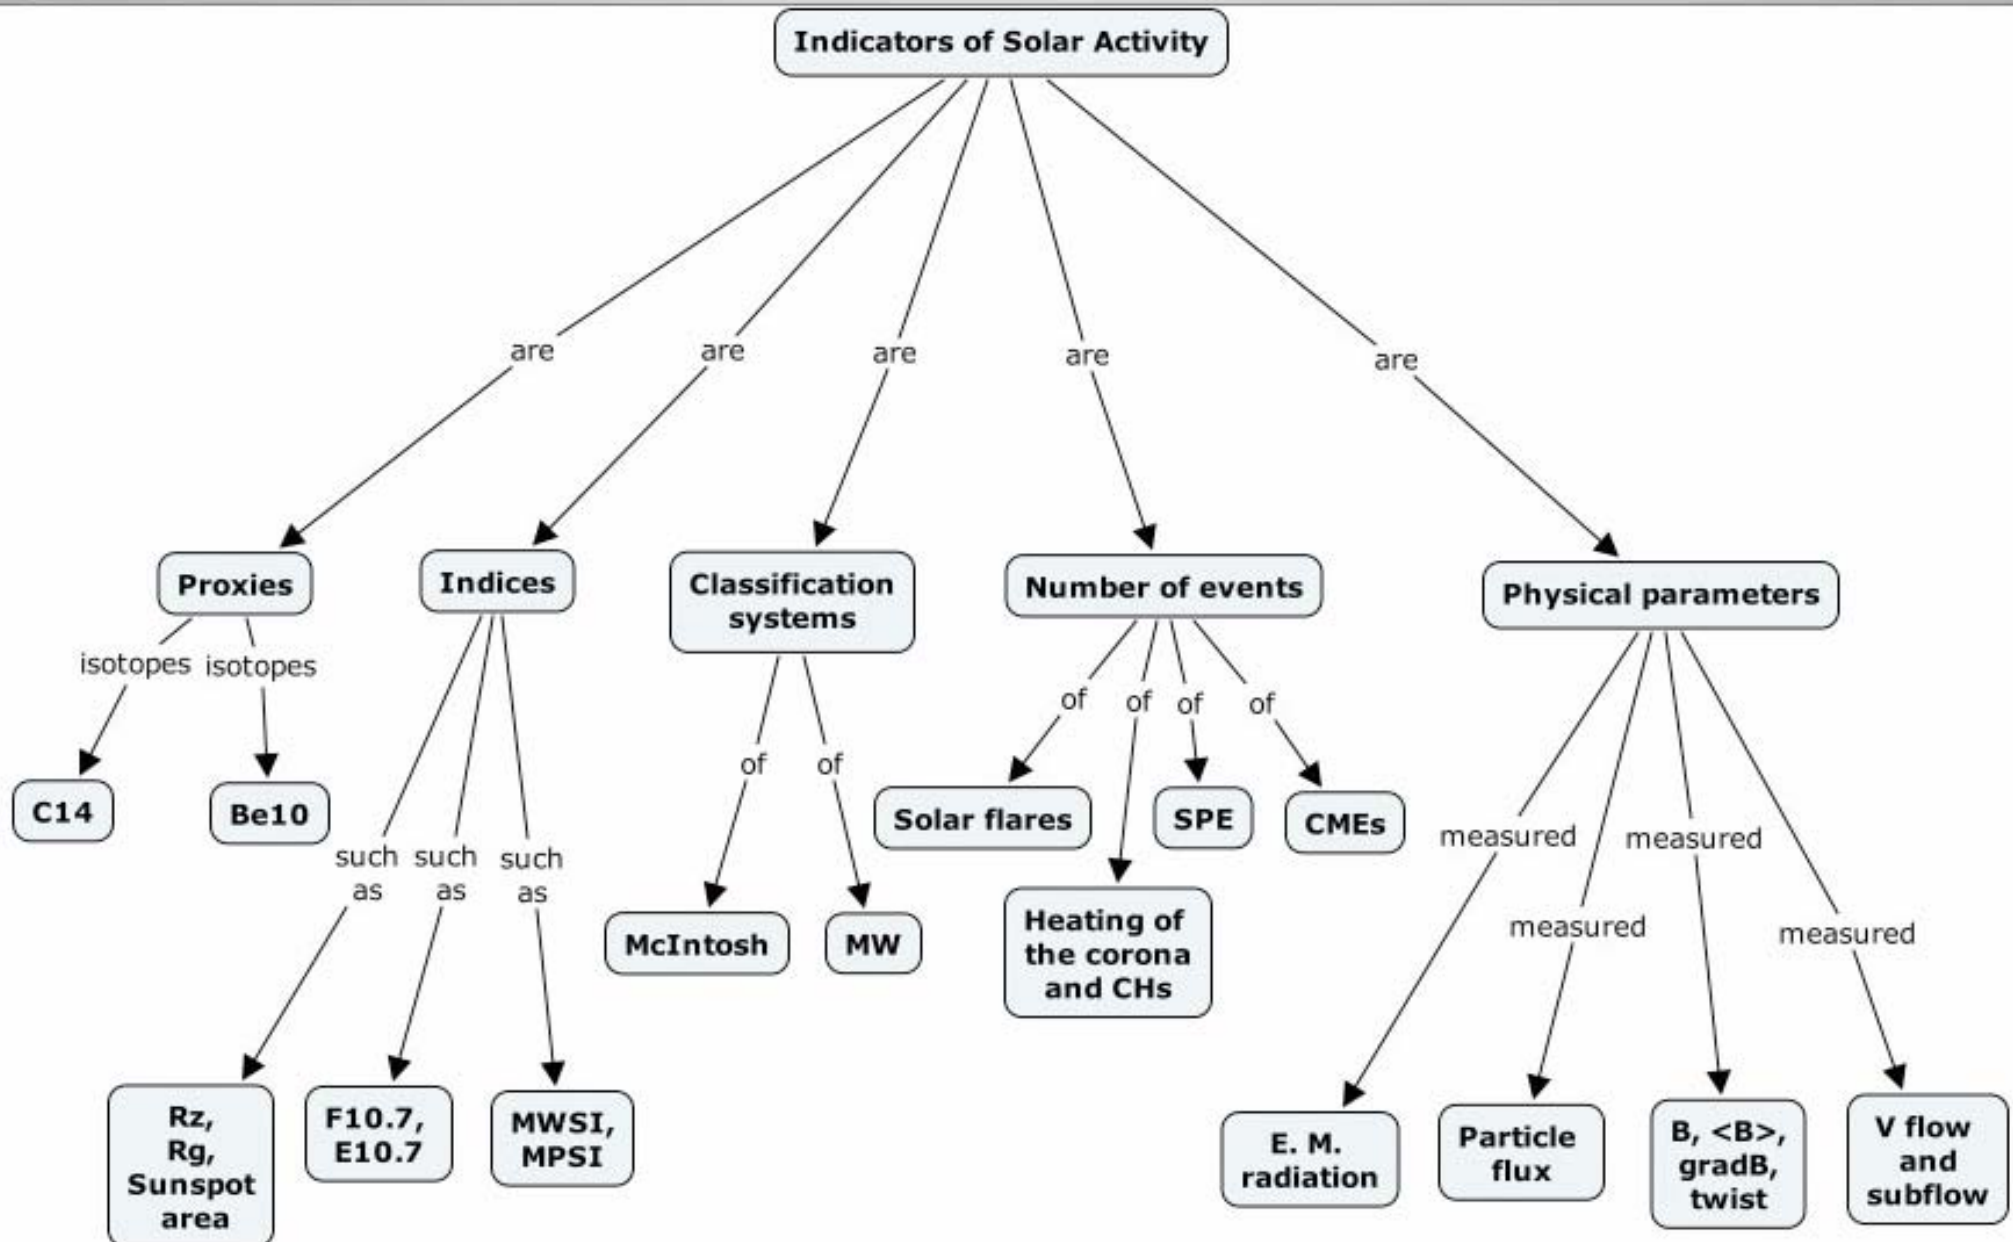 Indicators of Solar Activity
are
are
are
are
are
Proxies
Indices
Classification
systems
Number of events
Physical parameters
isotopes
isotopes
of
of
of
of
of
of
C14
Be10
Solar flares
SPE
CMEs
such
as
such
as
such
as
measured
measured
measured
measured
McIntosh
MW
Heating of
the corona
and CHs
Rz,
Rg,
Sunspot
area
F10.7,
E10.7
MWSI,
MPSI
E. M.
radiation
Particle
flux
B, <B>,
gradB,
twist
V flow
and
subflow